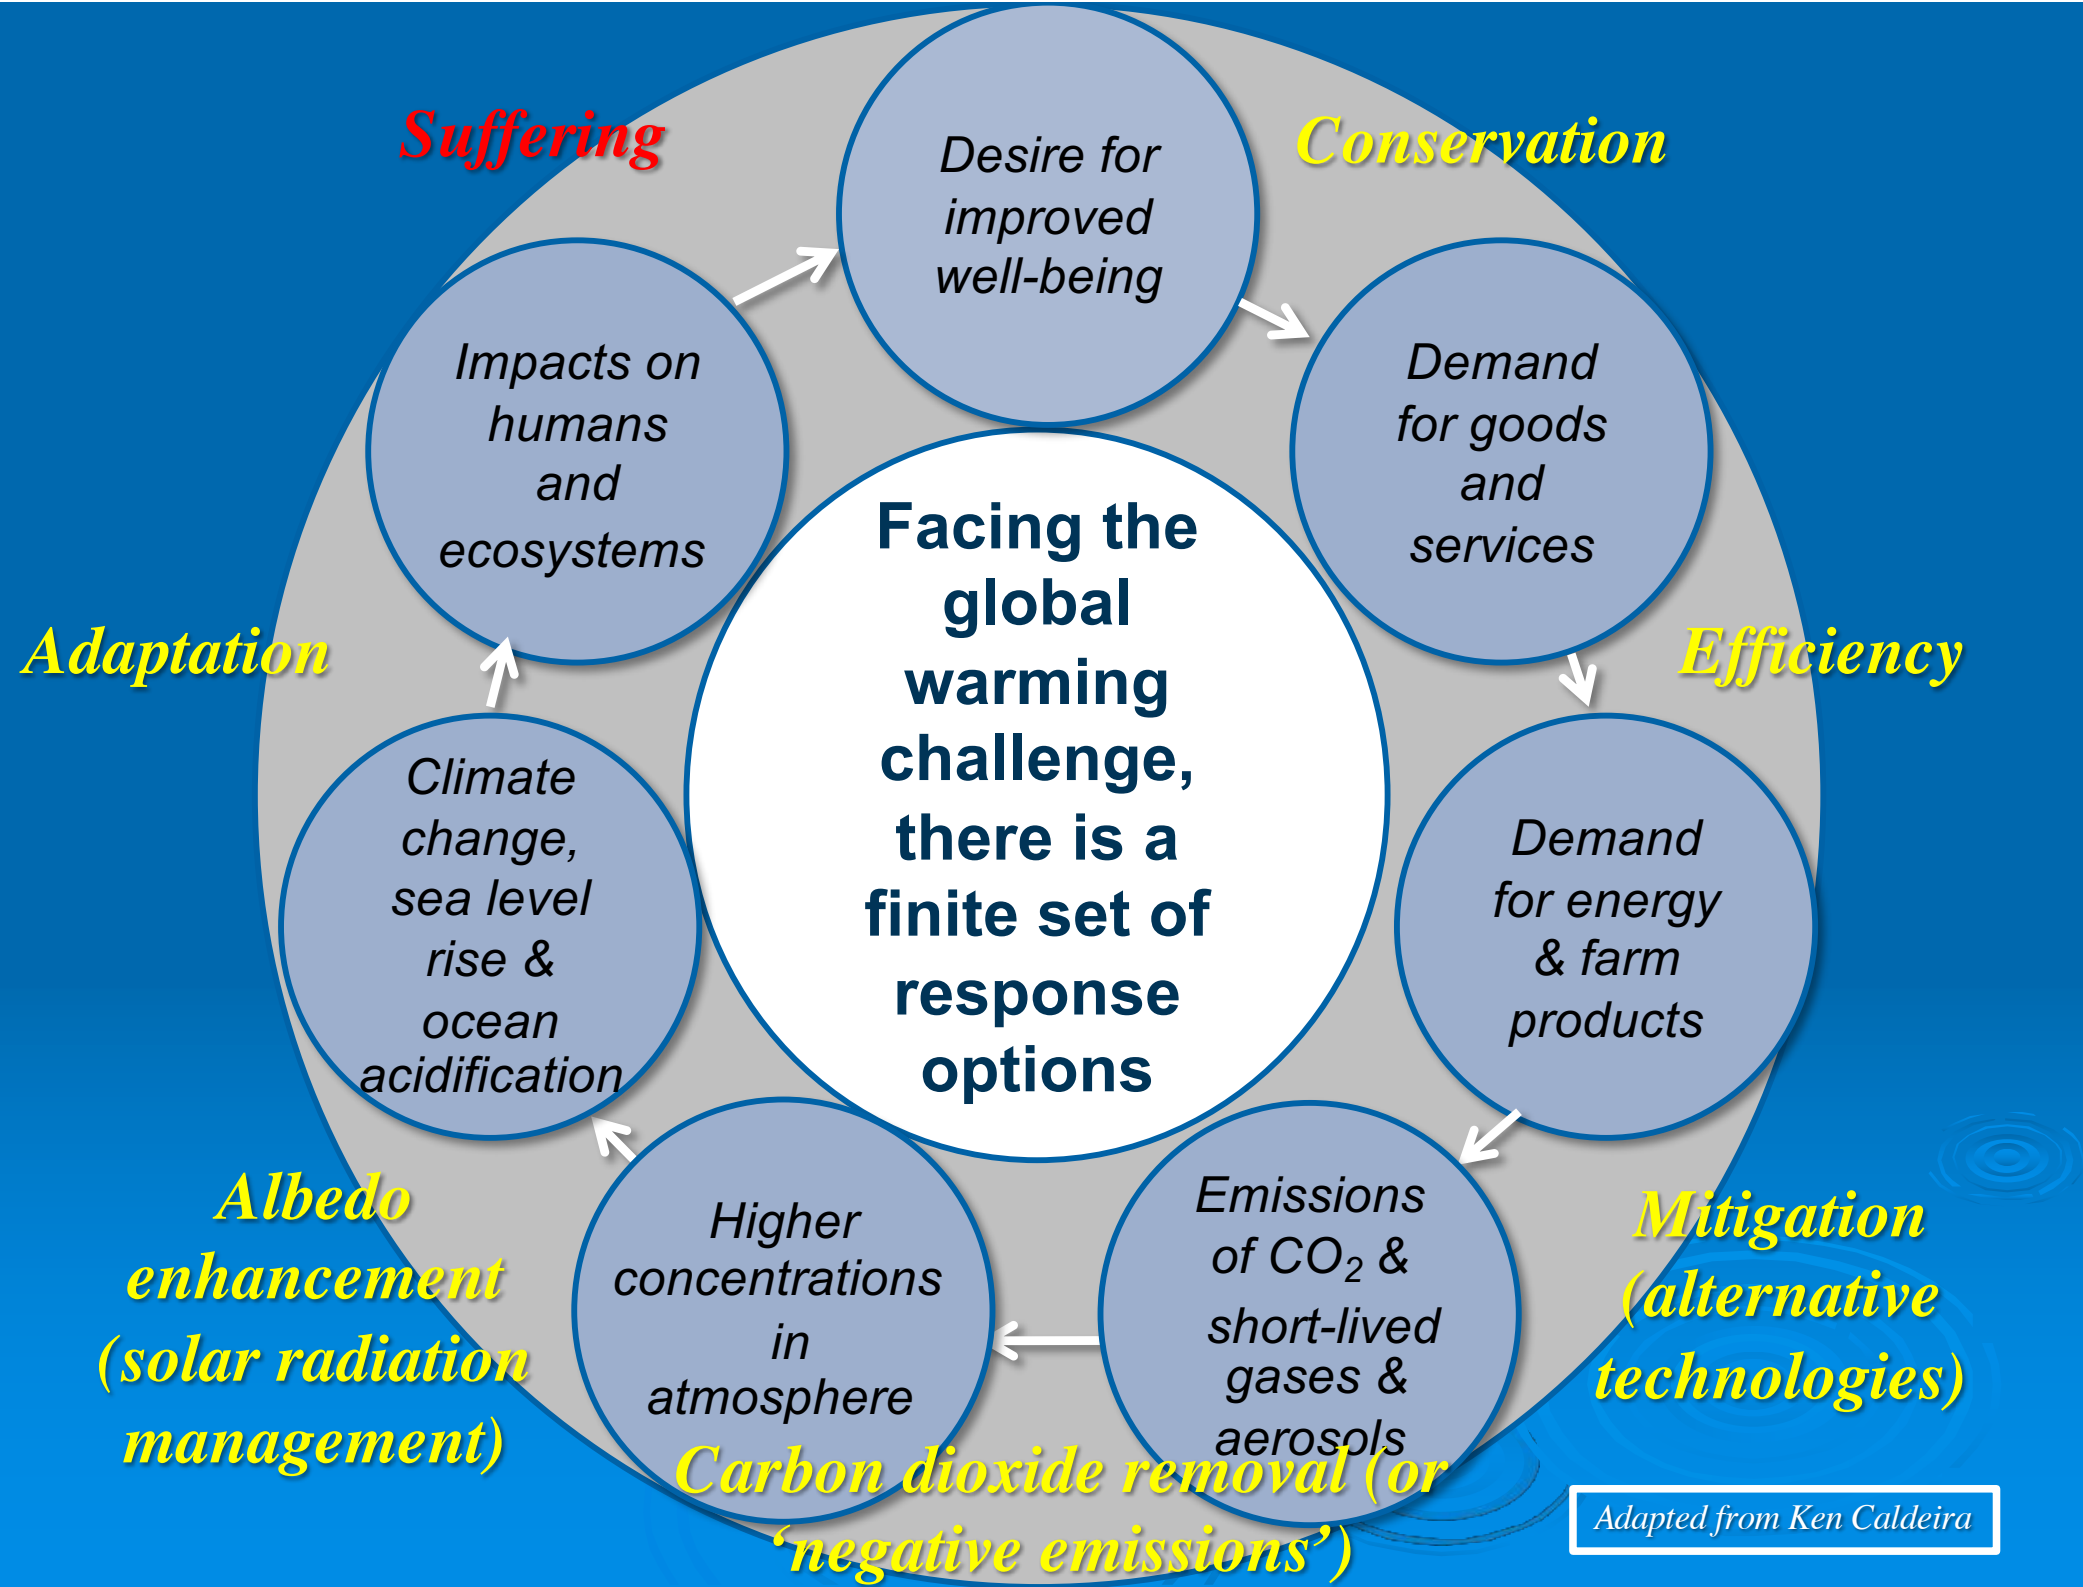 Suffering
Conservation
Desire for
improved
well-being
Impacts on
humans
and
ecosystems
Demand
for goods
and
services
Facing the
global
warming
challenge,
there is a
finite set of
response
options
Adaptation
Efficiency
Climate
change,
sea level
rise &
ocean
acidification
Demand
for energy
& farm
products
Albedo
enhancement
(solar radiation
management)
Higher
concentrations
in
atmosphere
Emissions
of CO₂ &
short-lived
gases &
aerosols
Mitigation
(alternative
technologies)
Carbon dioxide removal (or
‘negative emissions’)
Adapted from Ken Caldeira